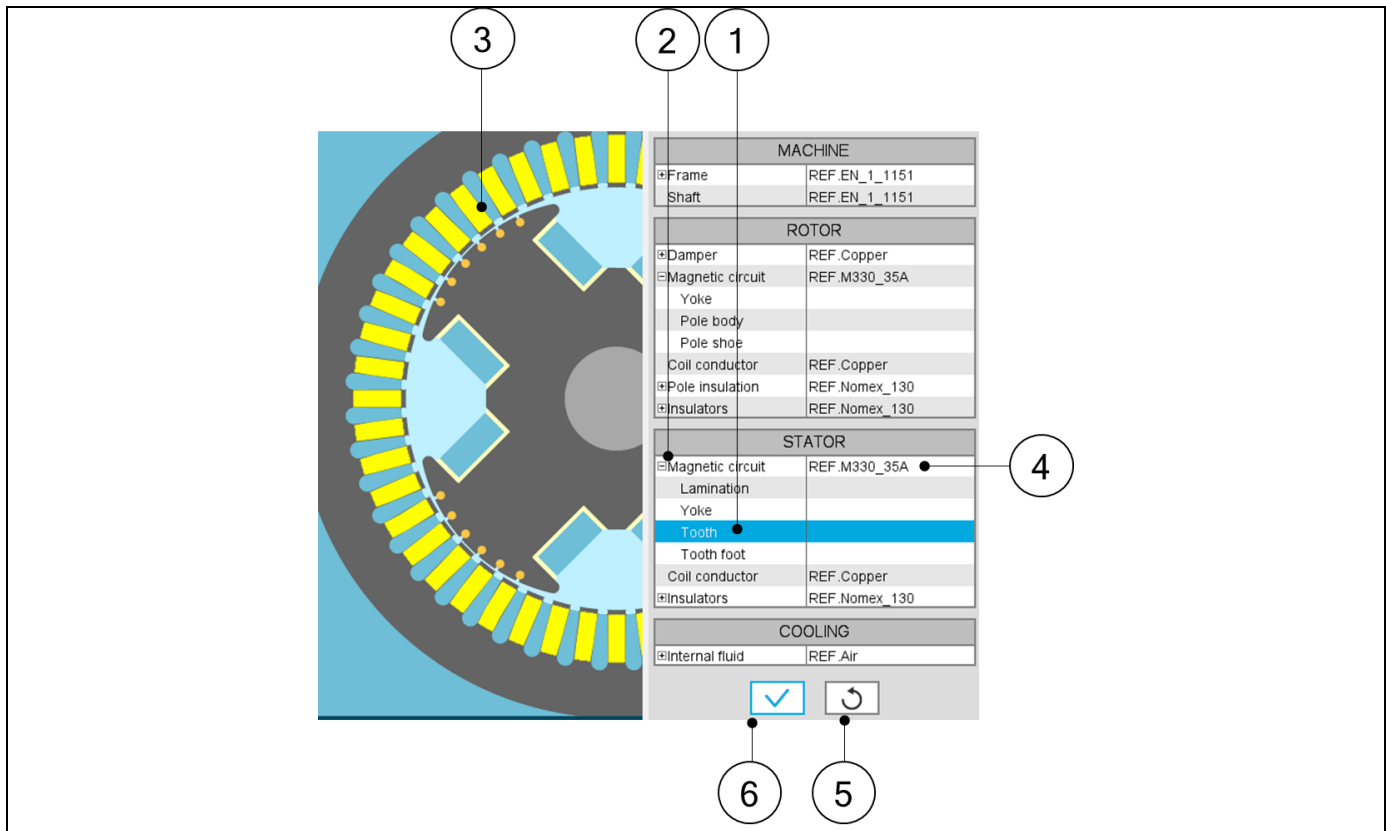 3
2
1
MACHINE
Frame REF.EN_1_1151
Shaft REF.EN_1_1151
ROTOR
Damper REF.Copper
Magnetic circuit REF.M330_35A
Yoke
Pole body
Pole shoe
Coil conductor REF.Copper
Pole insulation REF.Nomex_130
Insulators REF.Nomex_130
STATOR
Magnetic circuit REF.M330_35A
4
Lamination
Yoke
Tooth
Tooth foot
Coil conductor REF.Copper
Insulators REF.Nomex_130
COOLING
Internal fluid REF.Air
6
5